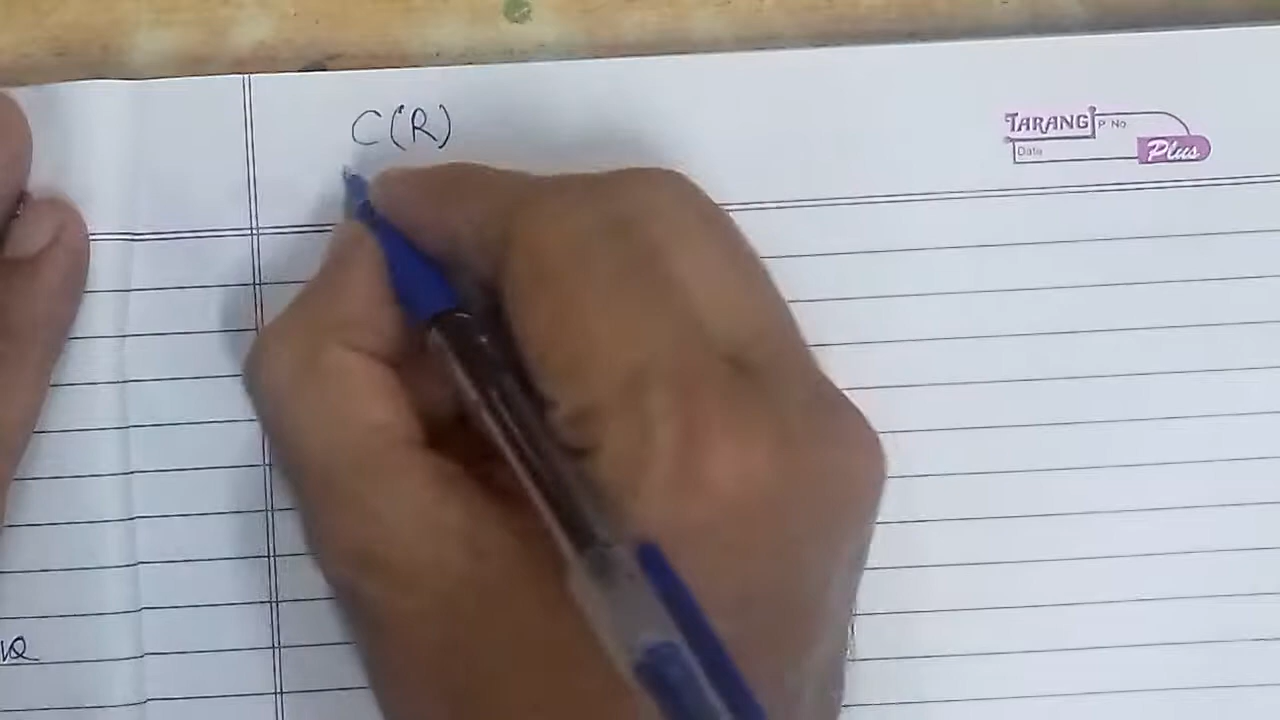 C(R)
TARANG P. No
Date Plus